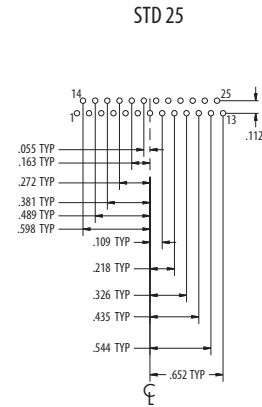 STD 25
14 25
1 13
.112
.055 TYP
.163 TYP
.272 TYP
.381 TYP
.489 TYP
.598 TYP
.109 TYP
.218 TYP
.326 TYP
.435 TYP
.544 TYP
.652 TYP
℄